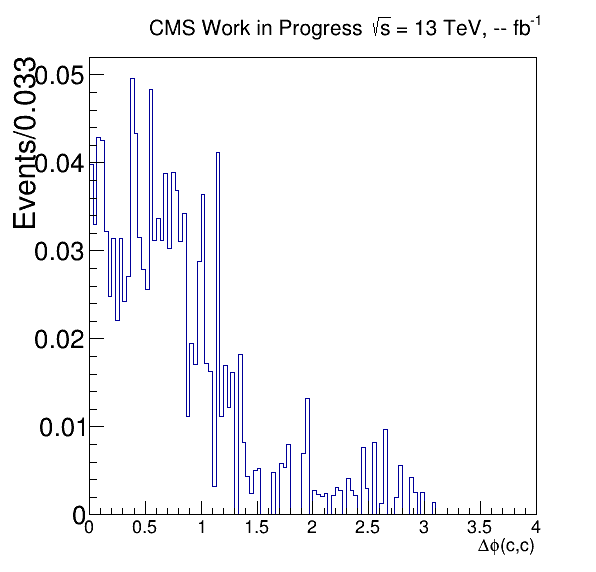 CMS Work in Progress √s = 13 TeV, -- fb⁻¹
Events/0.033
0.05
0.04
0.03
0.02
0.01
0
0 0.5 1 1.5 2 2.5 3 3.5 4
Δϕ(c,c)